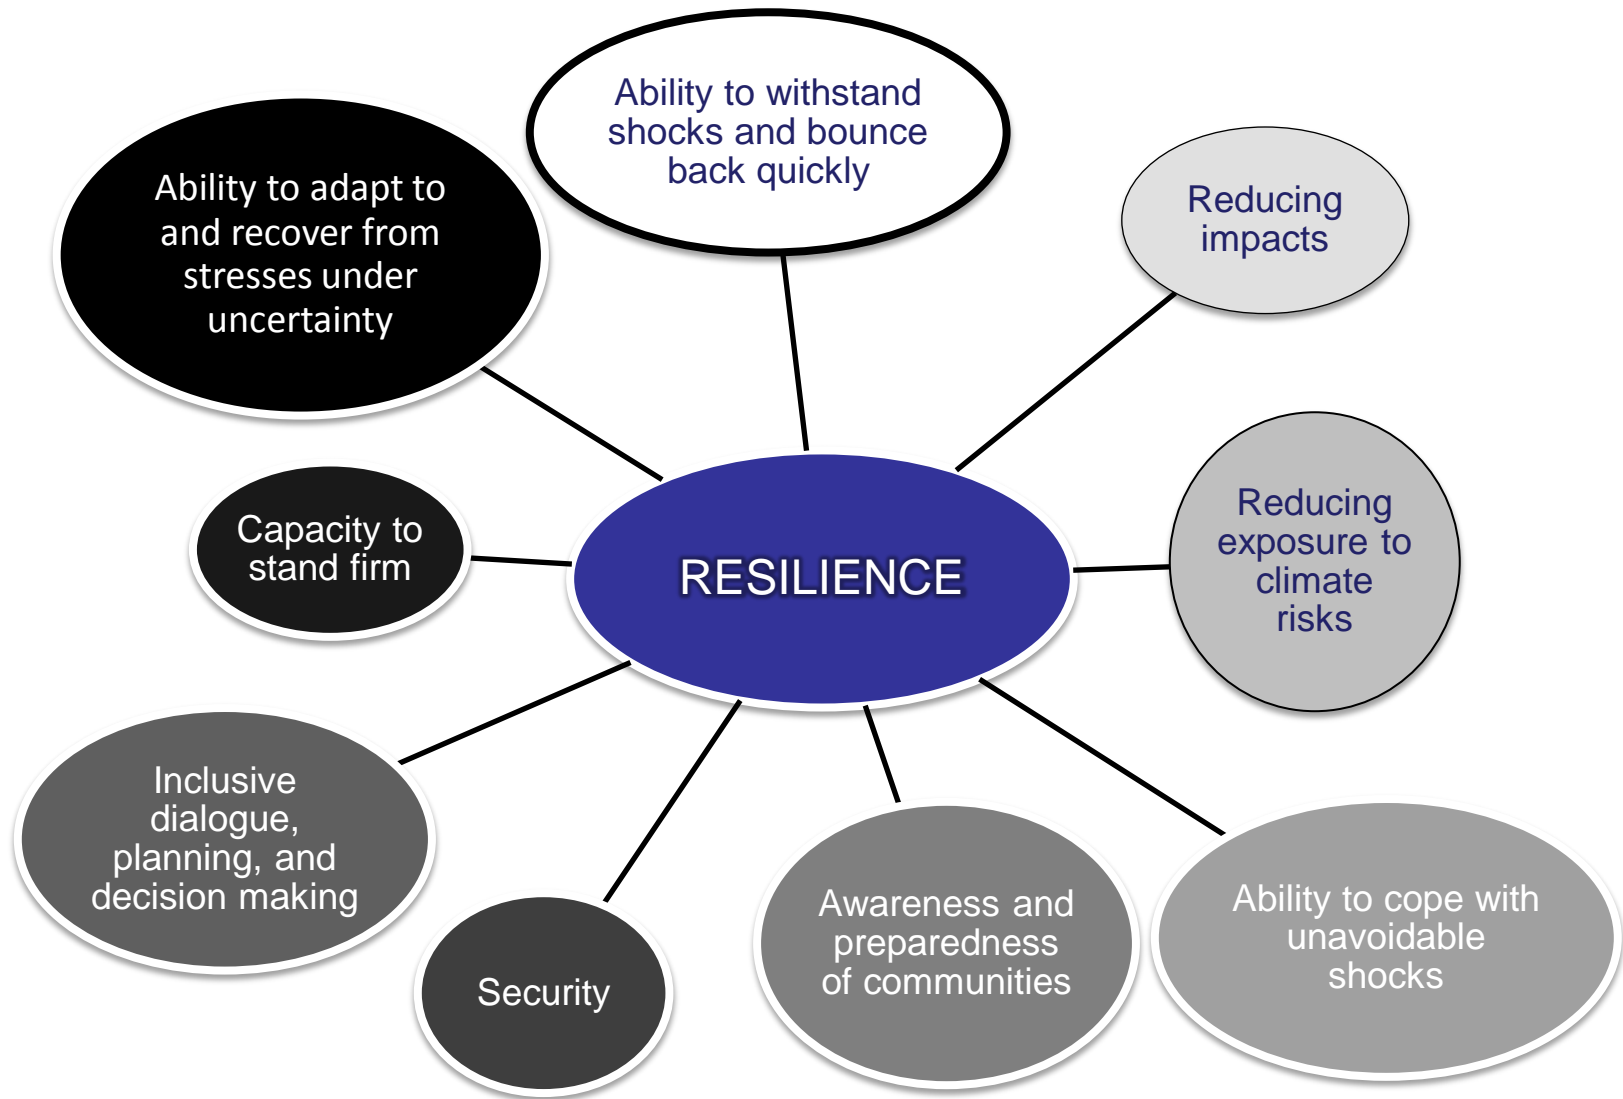 Ability to withstand
shocks and bounce
back quickly
Ability to adapt to
and recover from
stresses under
uncertainty
Reducing
impacts
Capacity to
stand firm
RESILIENCE
Reducing
exposure to
climate
risks
Inclusive
dialogue,
planning, and
decision making
Security
Awareness and
preparedness
of communities
Ability to cope with
unavoidable
shocks